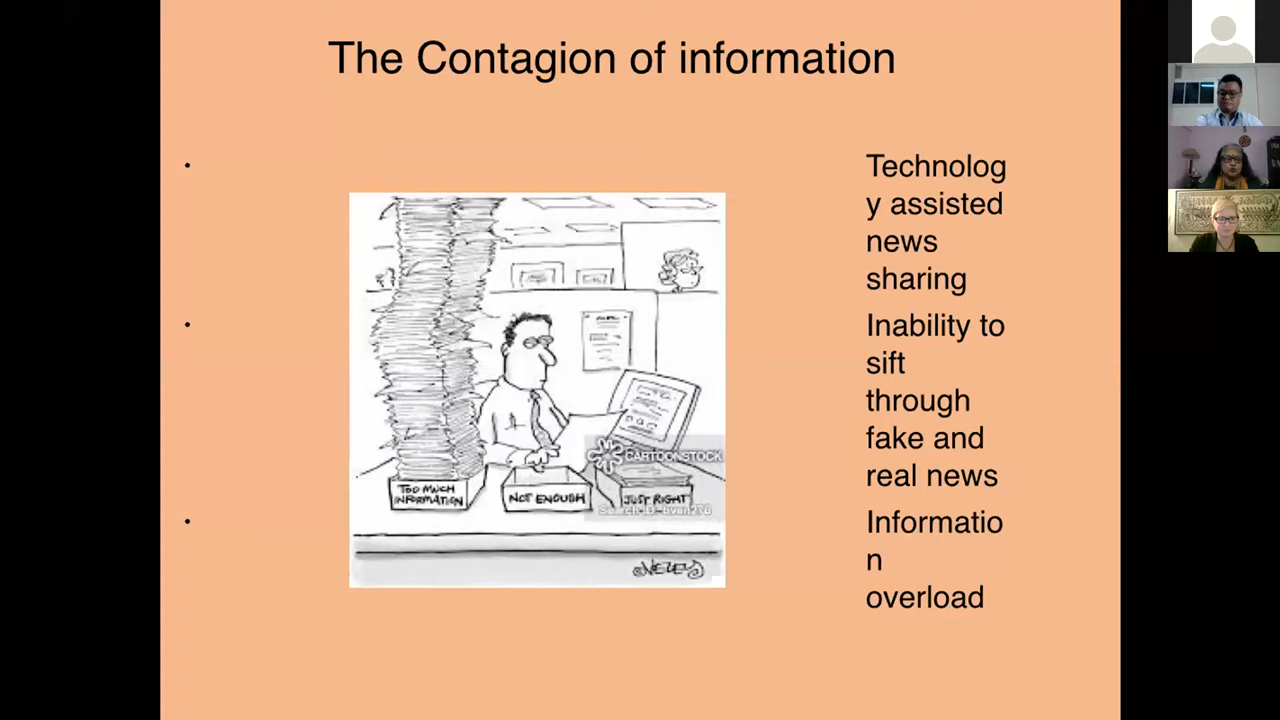 The Contagion of information
• Technolog
y assisted
news
sharing
• Inability to
sift
through
fake and
real news
• Informatio
n
overload
TOO MUCH
INFORMATION
NOT ENOUGH
JUST RIGHT
CARTOONSTOCK